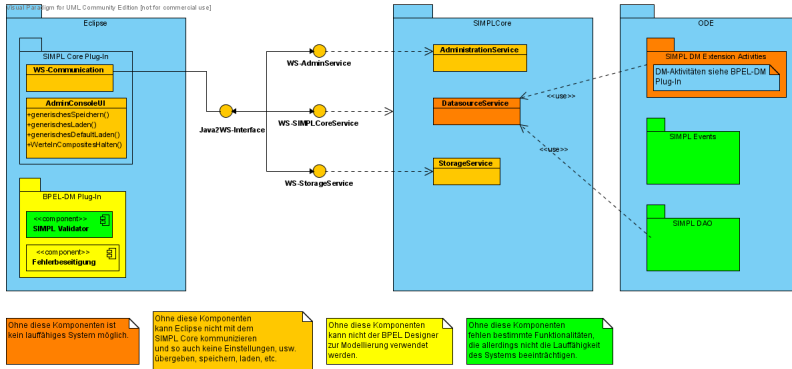 Visual Paradigm for UML Community Edition [not for commercial use]
Eclipse
SIMPL Core Plug-In
WS-Communication
AdminConsoleUI
+generischesSpeichern()
+generischesLaden()
+generischesDefaultLaden()
+WerteInCompositesHalten()
BPEL-DM Plug-In
<<component>>
SIMPL Validator
<<component>>
Fehlerbeseitigung
Java2WS-Interface
WS-AdminService
WS-SIMPLCoreService
WS-StorageService
SIMPLCore
AdministrationService
DatasourceService
StorageService
<<use>>
<<use>>
ODE
SIMPL DM Extension Activities
DM-Aktivitäten siehe BPEL-DM
Plug-In
SIMPL Events
SIMPL DAO
Ohne diese Komponenten ist
kein lauffähiges System möglich.
Ohne diese Komponenten
kann Eclipse nicht mit dem
SIMPL Core kommunizieren
und so auch keine Einstellungen, usw.
übergeben, speichern, laden, etc.
Ohne diese Komponenten
kann nicht der BPEL Designer
zur Modellierung verwendet
werden.
Ohne diese Komponenten
fehlen bestimmte Funktionalitäten,
die allerdings nicht die Lauffähigkeit
des Systems beeinträchtigen.